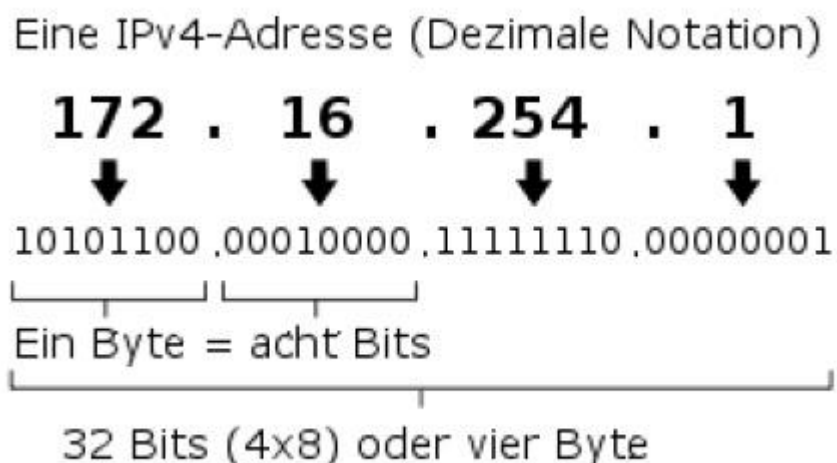 Eine IPv4-Adresse (Dezimale Notation)
172 . 16 . 254 . 1
10101100 .00010000 .11111110 .00000001
Ein Byte = acht Bits
32 Bits (4x8) oder vier Byte